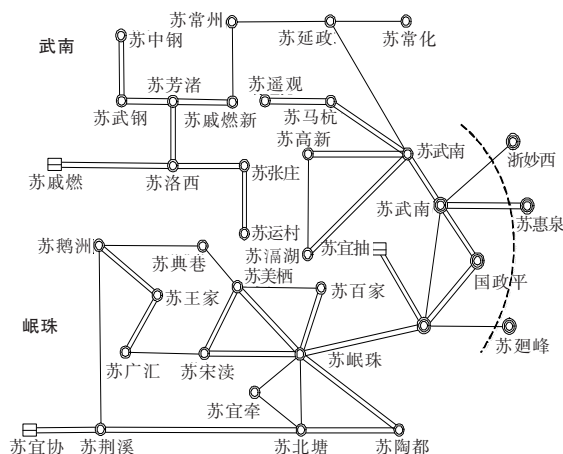 苏常州
苏延政.
苏常化
苏中钢
武南
苏芳渚
苏遥观
苏武钢
苏戚燃新
苏马杭
苏高新
苏武南
浙妙西
苏戚燃
苏洛西
苏张庄
苏武南
苏惠泉
苏运村
苏滆湖
苏宜抽
苏鹅洲
苏典巷
苏美栖
国政平
苏王家
苏百家
岷珠
苏廻峰
苏广汇
苏宋渎
苏岷珠
苏宜牵
苏宜协
苏荆溪
苏北塘
苏陶都